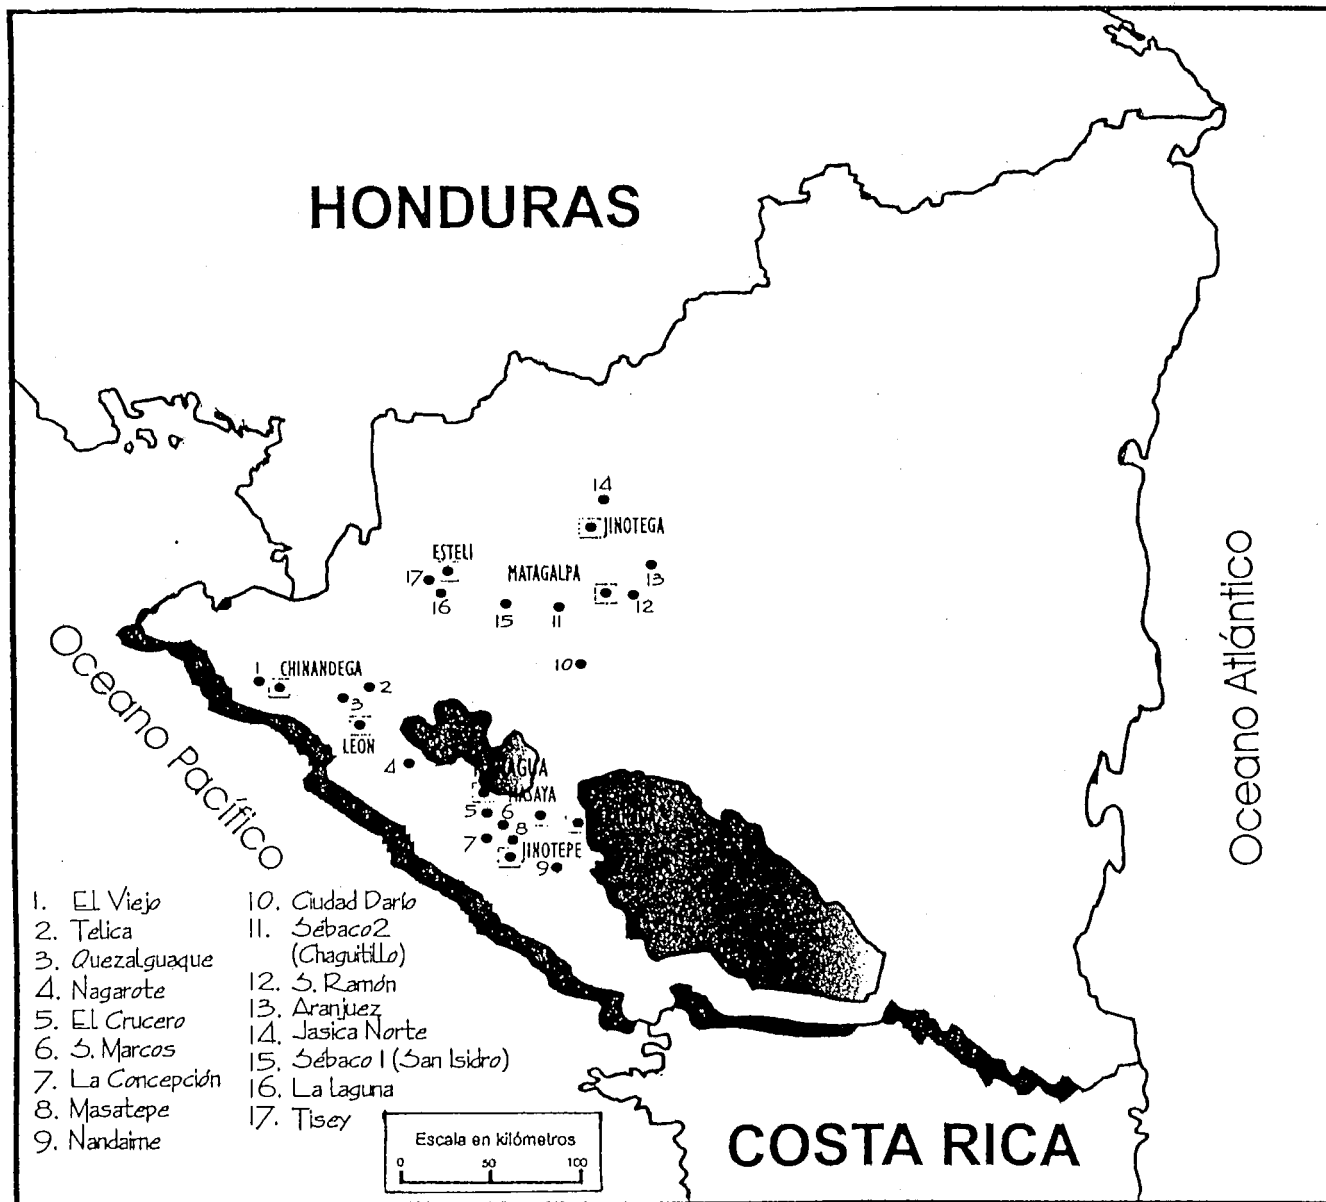 HONDURAS
14
JINOTEGA
ESTELI
MATAGALPA
13
17
16
15
11
12
10
1
CHINANDEGA
2
3
LEON
4
MASAYA
5
6
8
7
JINOTEPE
9
Oceano Pacífico
Oceano Atlántico
1. El Viejo
2. Telica
3. Quezalguaque
4. Nagarote
5. El Crucero
6. S. Marcos
7. La Concepción
8. Masatepe
9. Nandaime
10. Ciudad Darío
11. Sébaco2
(Chaguitillo)
12. S. Ramón
13. Aranjuez
14. Jasica Norte
15. Sébaco 1 (San Isidro)
16. La laguna
17. Tisey
Escala en kilómetros
0 50 100
COSTA RICA